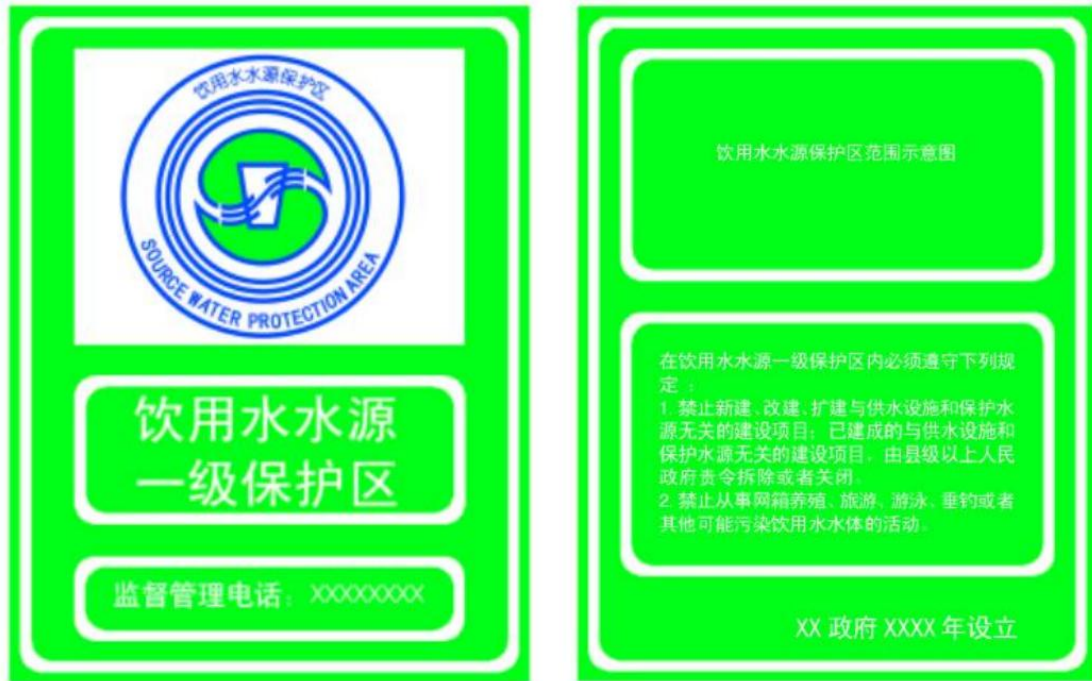 饮用水水源保护区
SOURCE WATER PROTECTION AREA
饮用水水源
一级保护区
监督管理电话：XXXXXXXX
饮用水水源保护区范围示意图
在饮用水水源一级保护区内必须遵守下列规
定：
1. 禁止新建、改建、扩建与供水设施和保护水
源无关的建设项目；已建成的与供水设施和
保护水源无关的建设项目，由县级以上人民
政府责令拆除或者关闭。
2. 禁止从事网箱养殖、旅游、游泳、垂钓或者
其他可能污染饮用水水体的活动。
XX 政府 XXXX 年设立